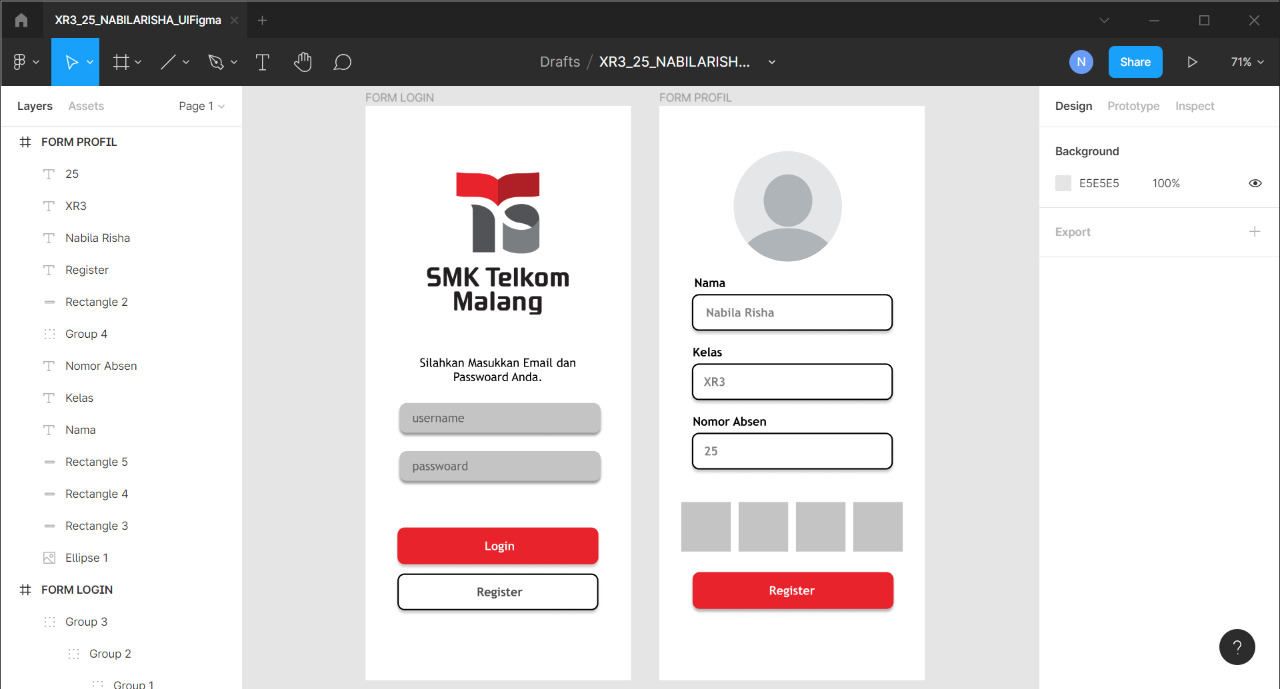 XR3_25_NABILARISHA_UIFigma
Drafts / XR3_25_NABILARISH...
N
Share
71%
Layers
Assets
Page 1
FORM PROFIL
25
XR3
Nabila Risha
Register
Rectangle 2
Group 4
Nomor Absen
Kelas
Nama
Rectangle 5
Rectangle 4
Rectangle 3
Ellipse 1
FORM LOGIN
Group 3
Group 2
Group 1
FORM LOGIN
SMK Telkom
Malang
Silahkan Masukkan Email dan
Passwoard Anda.
username
passwoard
Login
Register
FORM PROFIL
Nama
Nabila Risha
Kelas
XR3
Nomor Absen
25
Register
Design
Prototype
Inspect
Background
E5E5E5
100%
Export
?